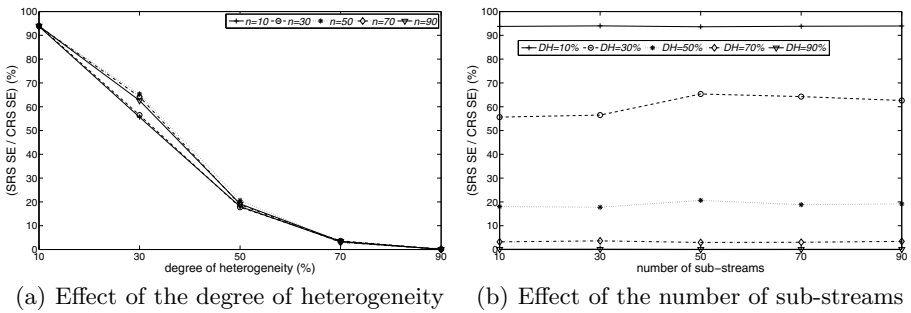 (SRS SE / CRS SE) (%)
100
90
80
70
60
50
40
30
20
10
0
n=10 n=30 n=50 n=70 n=90
10 30 50 70 90
degree of heterogeneity (%)
(a) Effect of the degree of heterogeneity
(SRS SE / CRS SE) (%)
100
90
80
70
60
50
40
30
20
10
0
DH=10% DH=30% DH=50% DH=70% DH=90%
10 30 50 70 90
number of sub−streams
(b) Effect of the number of sub-streams